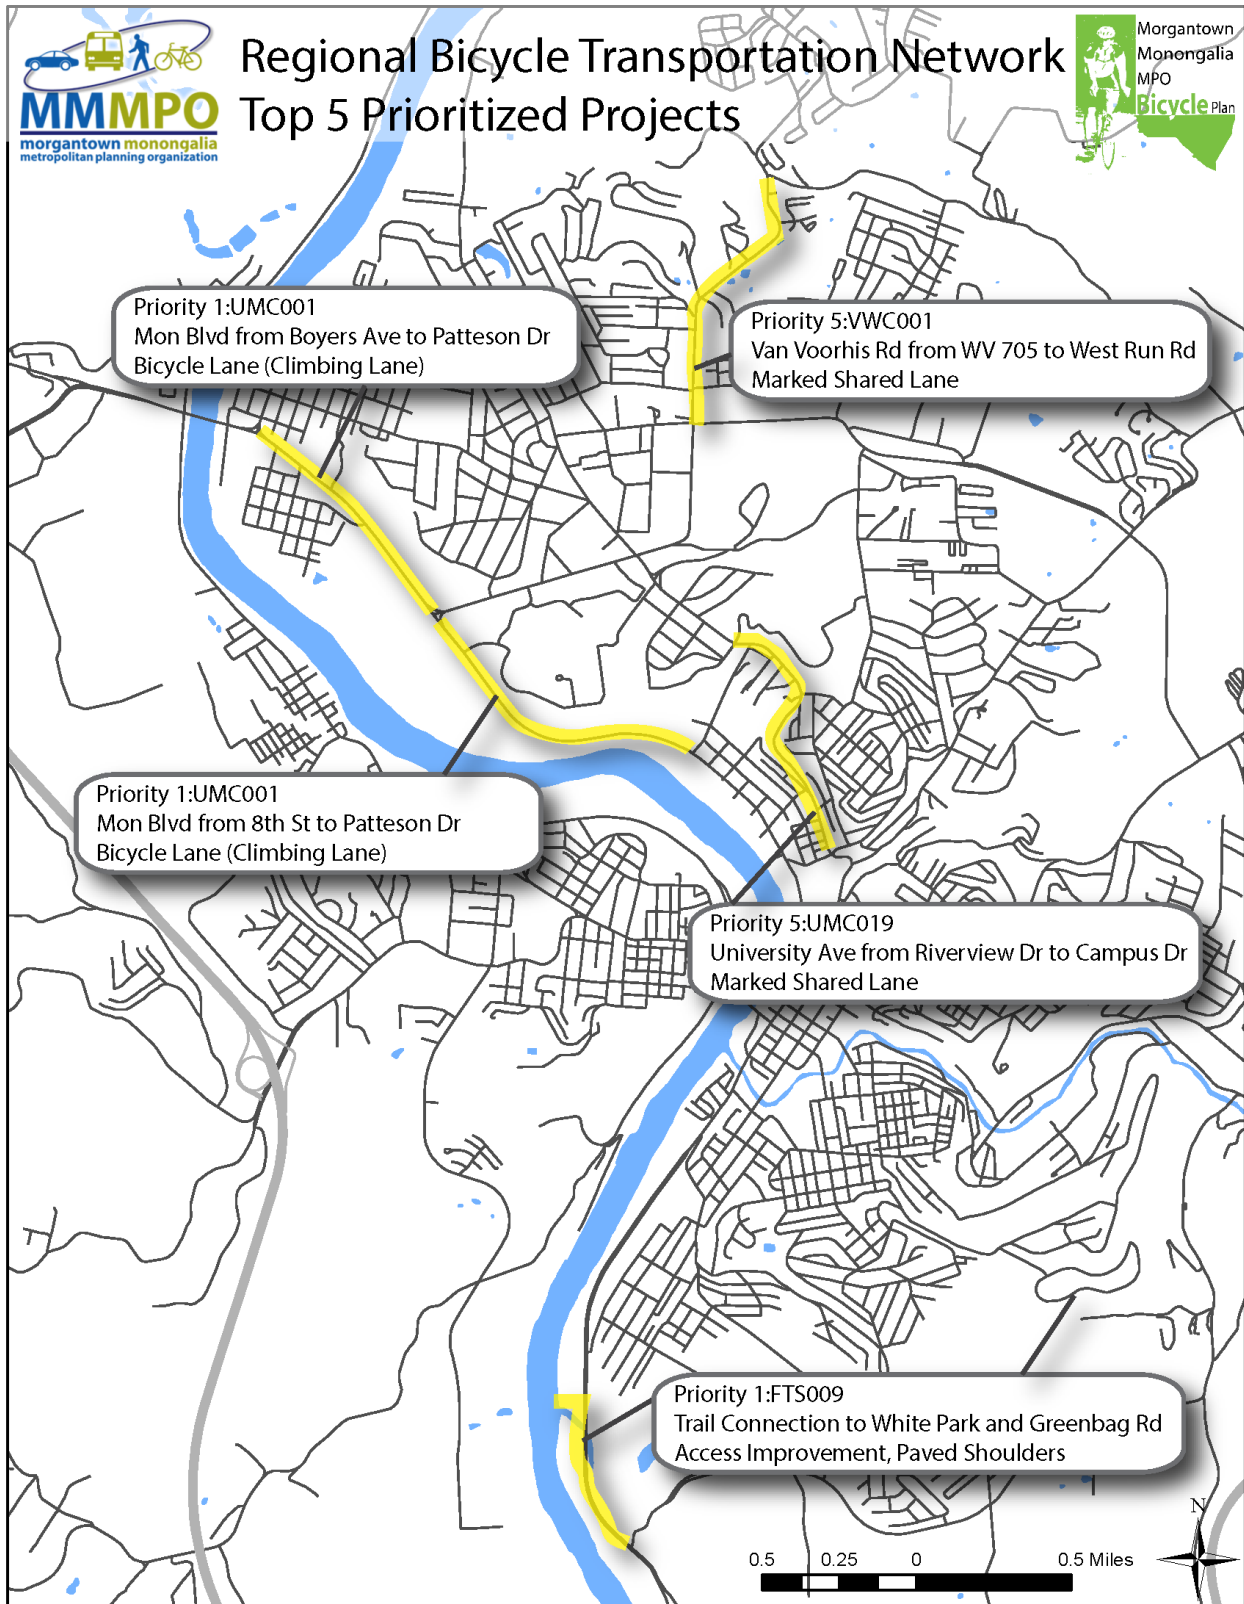 MMMPO
morgantown monongalia
metropolitan planning organization
Regional Bicycle Transportation Network
Top 5 Prioritized Projects
Morgantown
Monongalia
MPO
Bicycle Plan
Priority 1:UMC001
Mon Blvd from Boyers Ave to Patteson Dr
Bicycle Lane (Climbing Lane)
Priority 5:VWC001
Van Voorhis Rd from WV 705 to West Run Rd
Marked Shared Lane
Priority 1:UMC001
Mon Blvd from 8th St to Patteson Dr
Bicycle Lane (Climbing Lane)
Priority 5:UMC019
University Ave from Riverview Dr to Campus Dr
Marked Shared Lane
Priority 1:FTS009
Trail Connection to White Park and Greenbag Rd
Access Improvement, Paved Shoulders
N
0.5 0.25 0 0.5 Miles